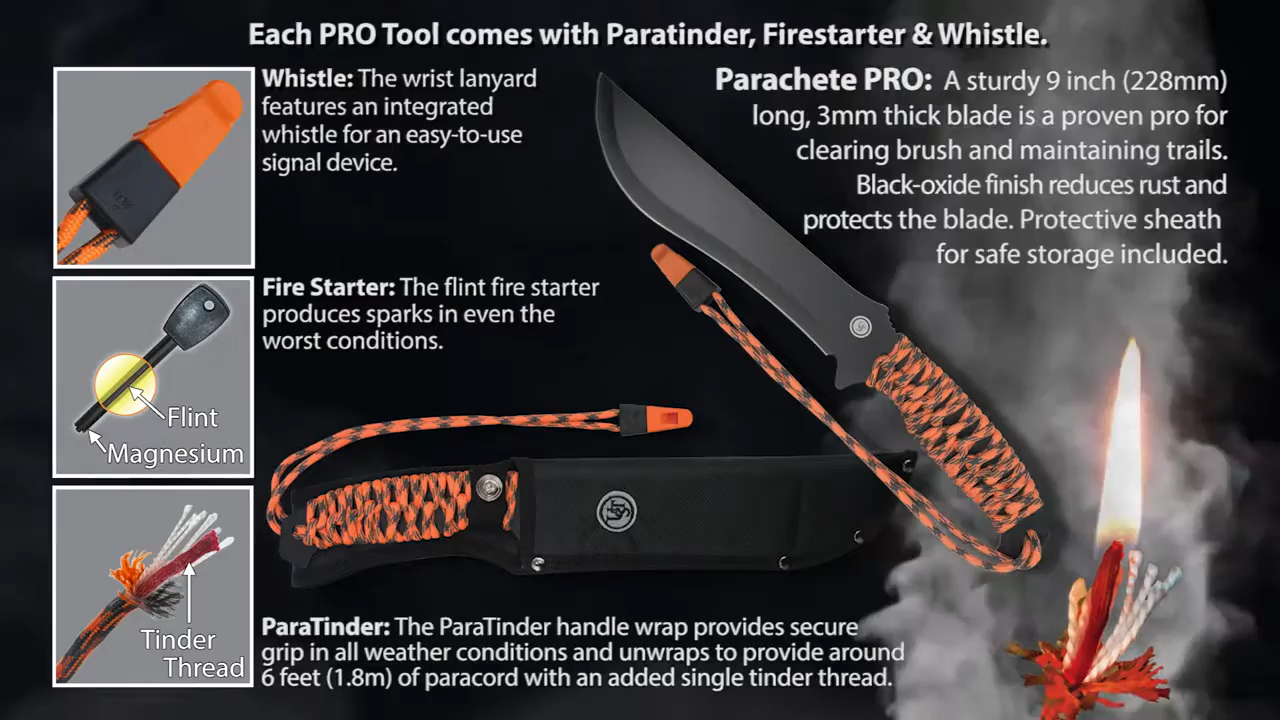 Each PRO Tool comes with Paratinder, Firestarter & Whistle.
Whistle: The wrist lanyard
features an integrated
whistle for an easy-to-use
signal device.
Parachete PRO: A sturdy 9 inch (228mm)
long, 3mm thick blade is a proven pro for
clearing brush and maintaining trails.
Black-oxide finish reduces rust and
protects the blade. Protective sheath
for safe storage included.
Fire Starter: The flint fire starter
produces sparks in even the
worst conditions.
Flint
Magnesium
Tinder
Thread
ParaTinder: The ParaTinder handle wrap provides secure
grip in all weather conditions and unwraps to provide around
6 feet (1.8m) of paracord with an added single tinder thread.